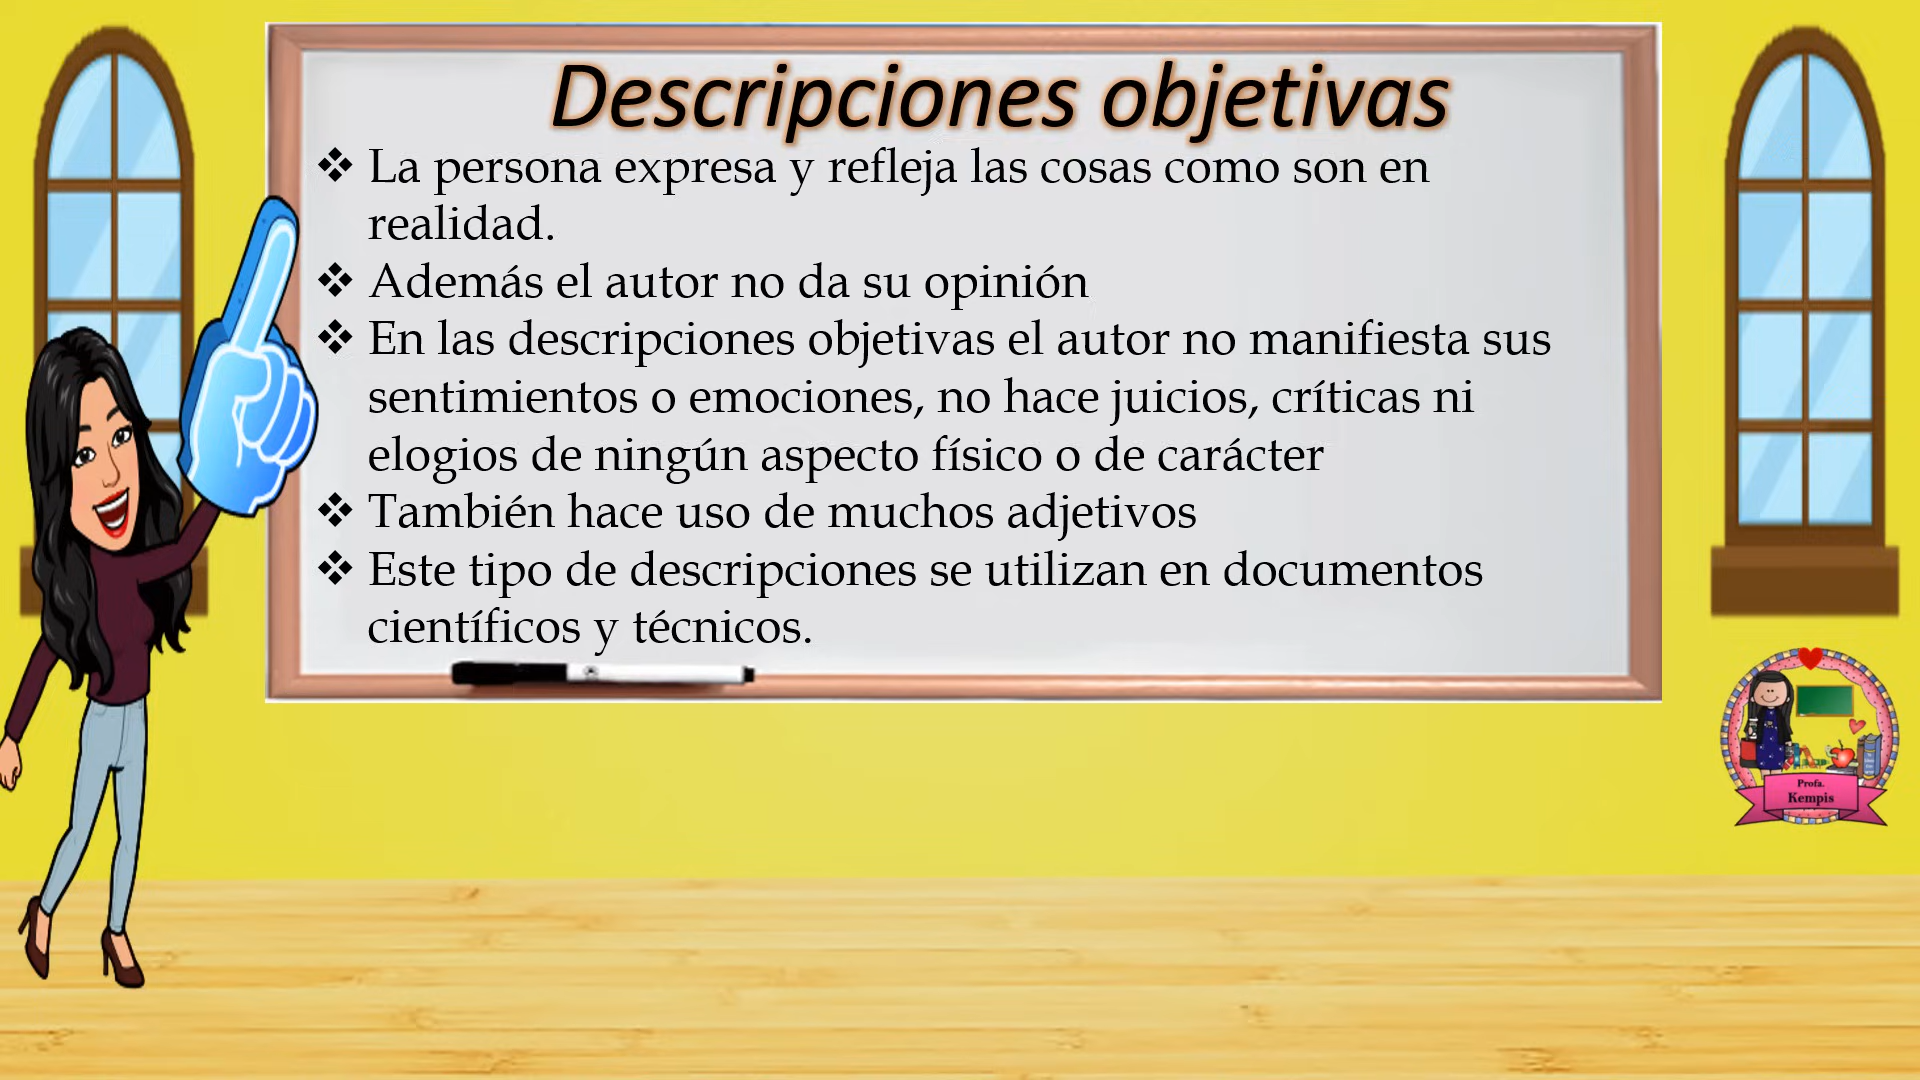 Descripciones objetivas
❖ La persona expresa y refleja las cosas como son en
realidad.
❖ Además el autor no da su opinión
❖ En las descripciones objetivas el autor no manifiesta sus
sentimientos o emociones, no hace juicios, críticas ni
elogios de ningún aspecto físico o de carácter
❖ También hace uso de muchos adjetivos
❖ Este tipo de descripciones se utilizan en documentos
científicos y técnicos.
Profa.
Kempis